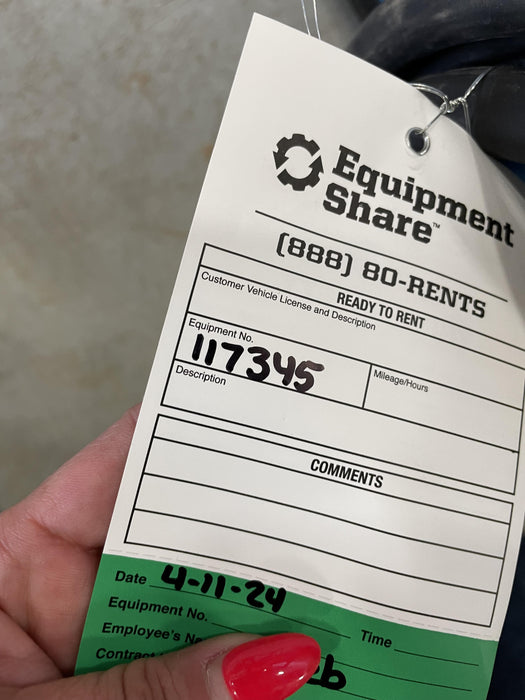 Equipment
Share™
(888) 80-RENTS
READY TO RENT
Customer Vehicle License and Description
Equipment No. Mileage/Hours
117345
Description
COMMENTS
Date 4-11-24
Equipment No. Time
Employee's